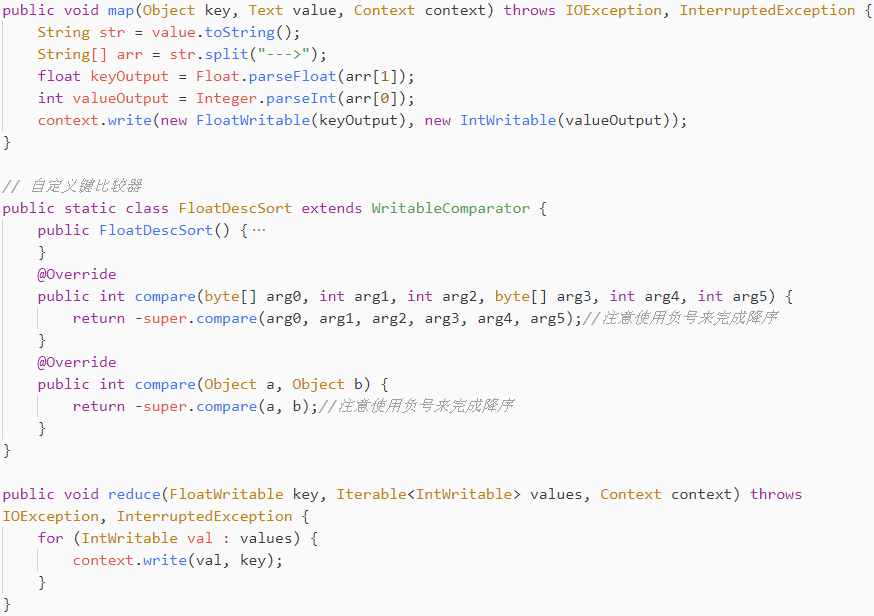 public void map(Object key, Text value, Context context) throws IOException, InterruptedException {
    String str = value.toString();
    String[] arr = str.split("--->");
    float keyOutput = Float.parseFloat(arr[1]);
    int valueOutput = Integer.parseInt(arr[0]);
    context.write(new FloatWritable(keyOutput), new IntWritable(valueOutput));
}
// 自定义键比较器
public static class FloatDescSort extends WritableComparator {
    public FloatDescSort() {···
    }
    @Override
    public int compare(byte[] arg0, int arg1, int arg2, byte[] arg3, int arg4, int arg5) {
        return -super.compare(arg0, arg1, arg2, arg3, arg4, arg5);//注意使用负号来完成降序
    }
    @Override
    public int compare(Object a, Object b) {
        return -super.compare(a, b);//注意使用负号来完成降序
    }
}
public void reduce(FloatWritable key, Iterable<IntWritable> values, Context context) throws
IOException, InterruptedException {
    for (IntWritable val : values) {
        context.write(val, key);
    }
}